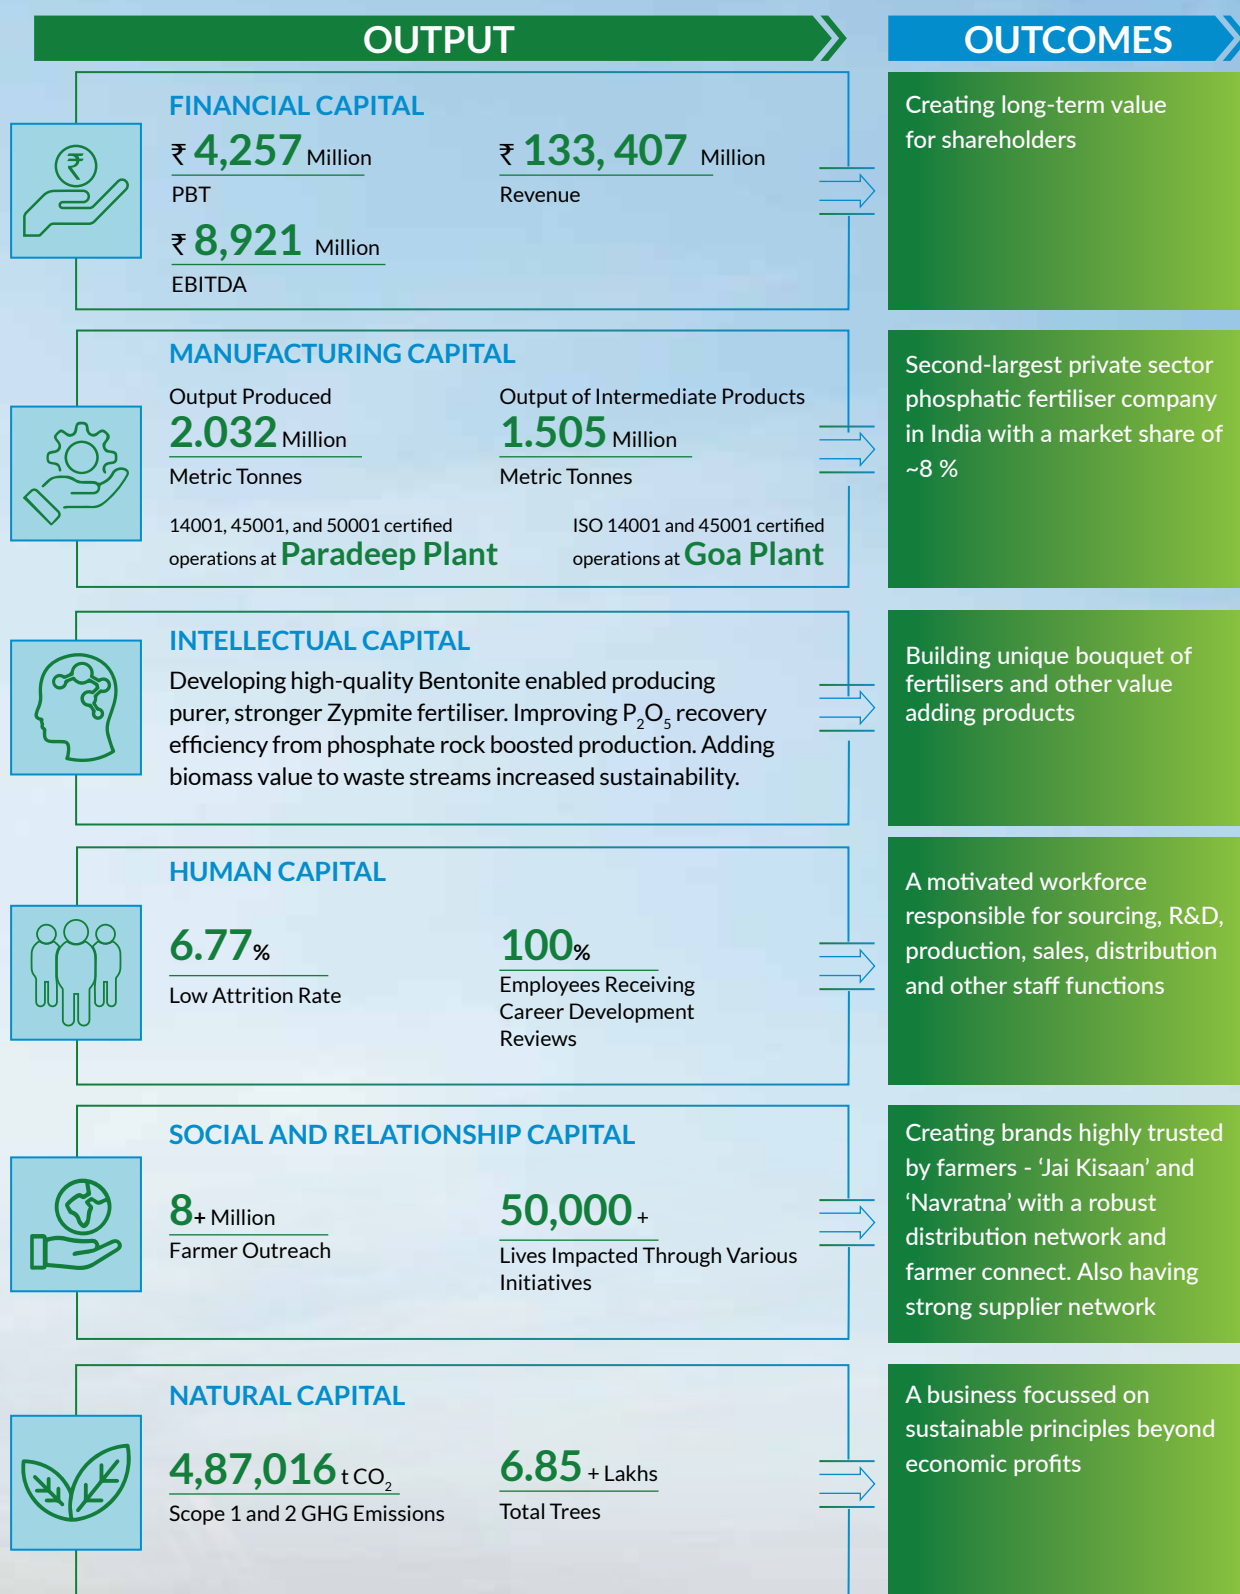 OUTPUT
OUTCOMES
FINANCIAL CAPITAL
₹ 4,257 Million
PBT
₹ 133, 407 Million
Revenue
₹ 8,921 Million
EBITDA
Creating long-term value
for shareholders
MANUFACTURING CAPITAL
Output Produced
2.032 Million
Metric Tonnes
Output of Intermediate Products
1.505 Million
Metric Tonnes
14001, 45001, and 50001 certified
operations at Paradeep Plant
ISO 14001 and 45001 certified
operations at Goa Plant
Second-largest private sector
phosphatic fertiliser company
in India with a market share of
~8 %
INTELLECTUAL CAPITAL
Developing high-quality Bentonite enabled producing
purer, stronger Zypmite fertiliser. Improving P₂O₅ recovery
efficiency from phosphate rock boosted production. Adding
biomass value to waste streams increased sustainability.
Building unique bouquet of
fertilisers and other value
adding products
HUMAN CAPITAL
6.77%
Low Attrition Rate
100%
Employees Receiving
Career Development
Reviews
A motivated workforce
responsible for sourcing, R&D,
production, sales, distribution
and other staff functions
SOCIAL AND RELATIONSHIP CAPITAL
8+ Million
Farmer Outreach
50,000 +
Lives Impacted Through Various
Initiatives
Creating brands highly trusted
by farmers - ‘Jai Kisaan’ and
‘Navratna’ with a robust
distribution network and
farmer connect. Also having
strong supplier network
NATURAL CAPITAL
4,87,016 t CO₂
Scope 1 and 2 GHG Emissions
6.85 + Lakhs
Total Trees
A business focussed on
sustainable principles beyond
economic profits